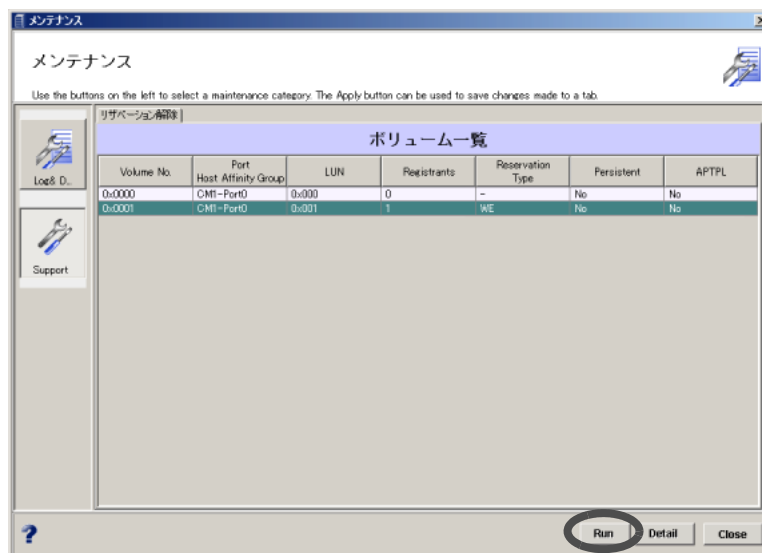 メンテナンス
メンテナンス
Use the buttons on the left to select a maintenance category. The Apply button can be used to save changes made to a tab.
リザベーション解除
ボリューム一覧
Volume No.
Port
Host Affinity Group
LUN
Registrants
Reservation
Type
Persistent
APTPL
0x0000 CM1-Port0 0x000 0 - No No
0x0001 CM1-Port0 0x001 1 WE No No
Log& D..
Support
?
Run Detail Close